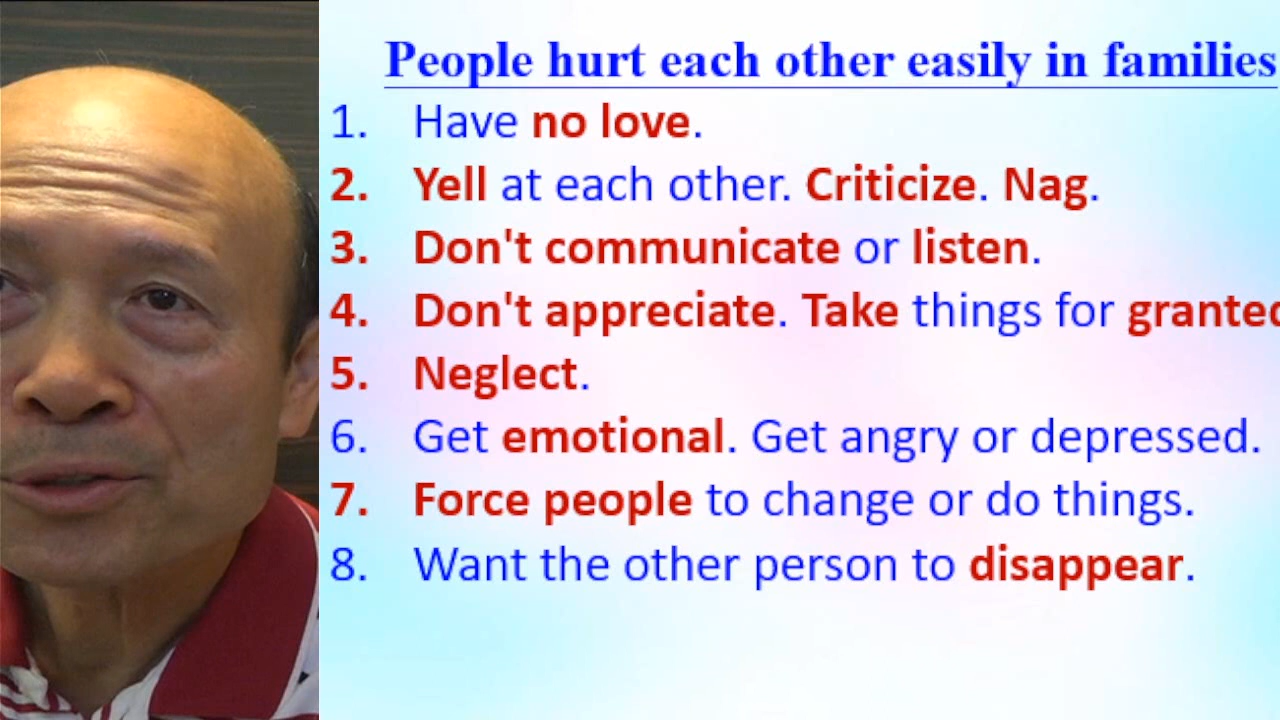 People hurt each other easily in families
1. Have no love.
2. Yell at each other. Criticize. Nag.
3. Don't communicate or listen.
4. Don't appreciate. Take things for granted
5. Neglect.
6. Get emotional. Get angry or depressed.
7. Force people to change or do things.
8. Want the other person to disappear.